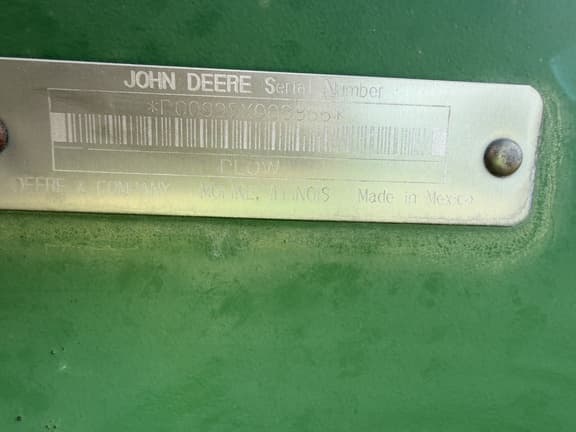 JOHN DEERE Serial Number
PLOW
DEERE & COMPANY MOLINE, ILLINOIS Made in Mexico